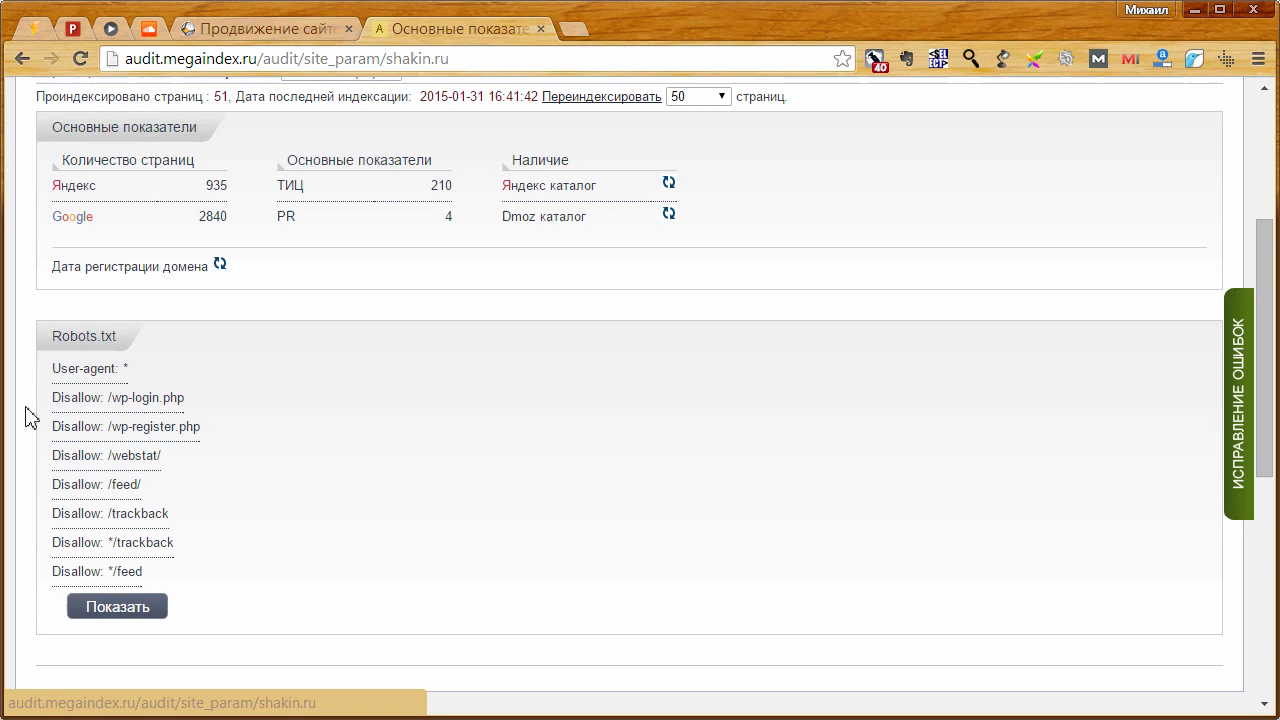 Михаил
Продвижение сайто
Основные показате
audit.megaindex.ru/audit/site_param/shakin.ru
40
Проиндексировано страниц : 51, Дата последней индексации: 2015-01-31 16:41:42 Переиндексировать 50 страниц.
Основные показатели
Количество страниц Основные показатели Наличие
Яндекс 935 ТИЦ 210 Яндекс каталог
Google 2840 PR 4 Dmoz каталог
Дата регистрации домена
ИСПРАВЛЕНИЕ ОШИБОК
Robots.txt
User-agent: *
Disallow: /wp-login.php
Disallow: /wp-register.php
Disallow: /webstat/
Disallow: /feed/
Disallow: /trackback
Disallow: */trackback
Disallow: */feed
Показать
audit.megaindex.ru/audit/site_param/shakin.ru